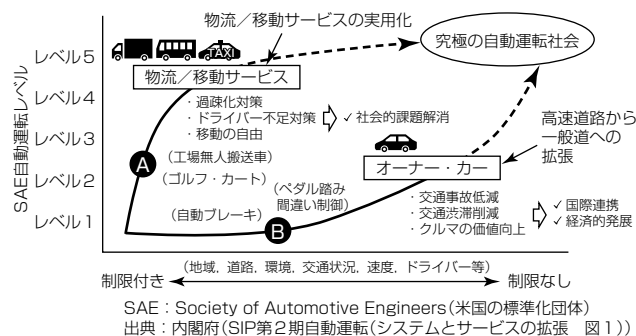 物流／移動サービスの実用化
究極の自動運転社会
SAE自動運転レベル
レベル5
レベル4
レベル3
レベル2
レベル1
TAXI
物流／移動サービス
・過疎化対策
・ドライバー不足対策
・移動の自由
✓ 社会的課題解消
高速道路から
一般道への
拡張
A
（工場無人搬送車）
（ゴルフ・カート）
（自動ブレーキ）
（ペダル踏み
間違い制御）
B
オーナー・カー
・交通事故低減
・交通渋滞削減
・クルマの価値向上
✓ 国際連携
✓ 経済的発展
（地域，道路，環境，交通状況，速度，ドライバー等）
制限付き
制限なし
SAE：Society of Automotive Engineers（米国の標準化団体）
出典：内閣府（SIP第２期自動運転（システムとサービスの拡張　図１））